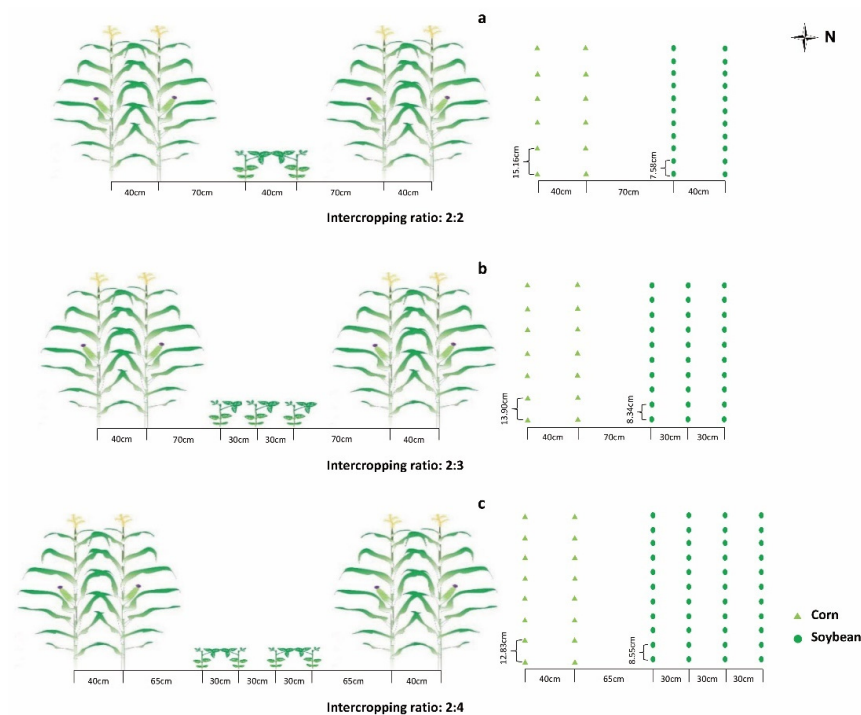 a
N
15.16cm
7.58cm
40cm 70cm 40cm 70cm 40cm
40cm 70cm 40cm
Intercropping ratio: 2:2
b
13.90cm
8.34cm
40cm 70cm 30cm 30cm 70cm 40cm
40cm 70cm 30cm 30cm
Intercropping ratio: 2:3
c
Corn
Soybean
12.83cm
8.55cm
40cm 65cm 30cm 30cm 30cm 65cm 40cm
40cm 65cm 30cm 30cm 30cm
Intercropping ratio: 2:4